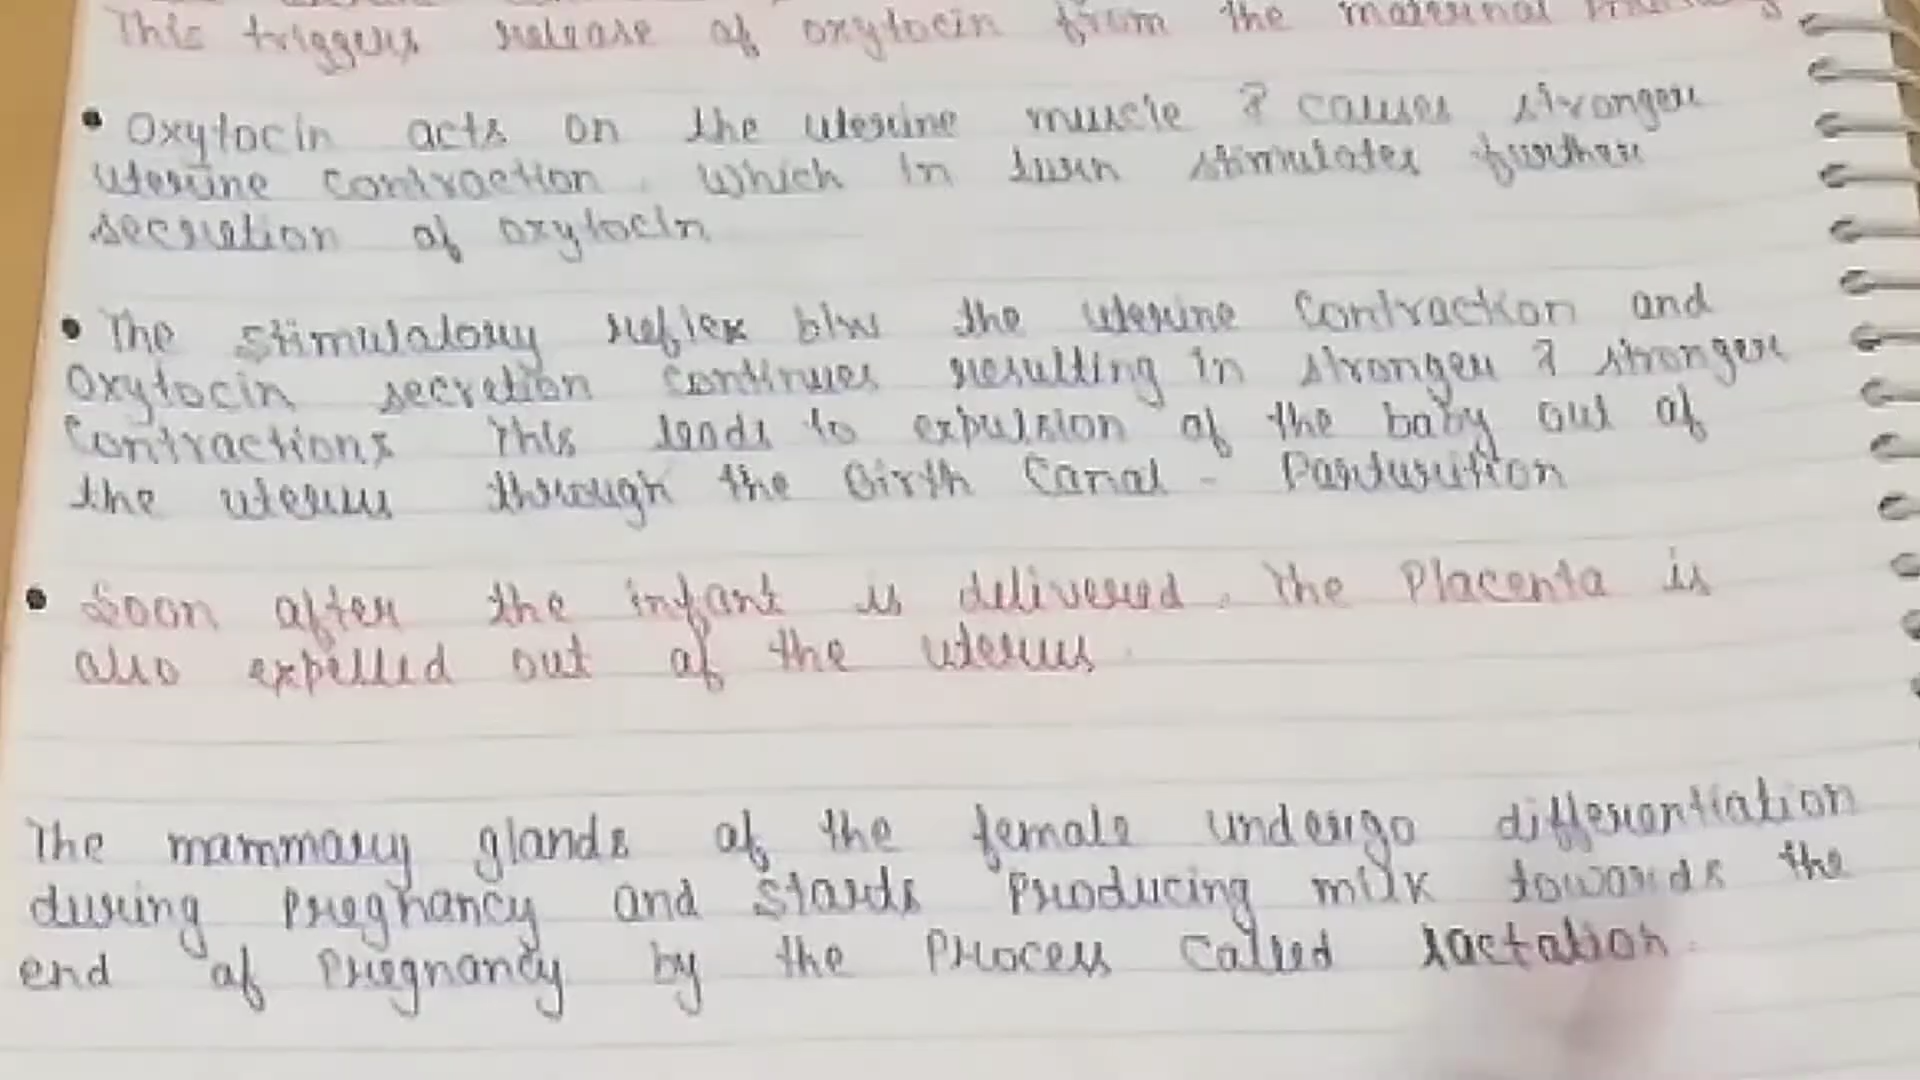 This triggers release of oxytocin from the maternal
• Oxytocin acts on the uterine muscle & causes stronger
uterine contraction. Which in turn stimulates further
secretion of oxytocin
• The stimulatory reflex b/w the uterine contraction and
oxytocin secretion continues resulting in stronger & stronger
contractions This leads to expulsion of the baby out of
the uterus through the Birth Canal - Parturition
• Soon after the infant is delivered. The Placenta is
also expelled out of the uterus.
The mammary glands of the female undergo differentiation
during Pregnancy and starts Producing milk towards the
end of Pregnancy by the Process called lactation.